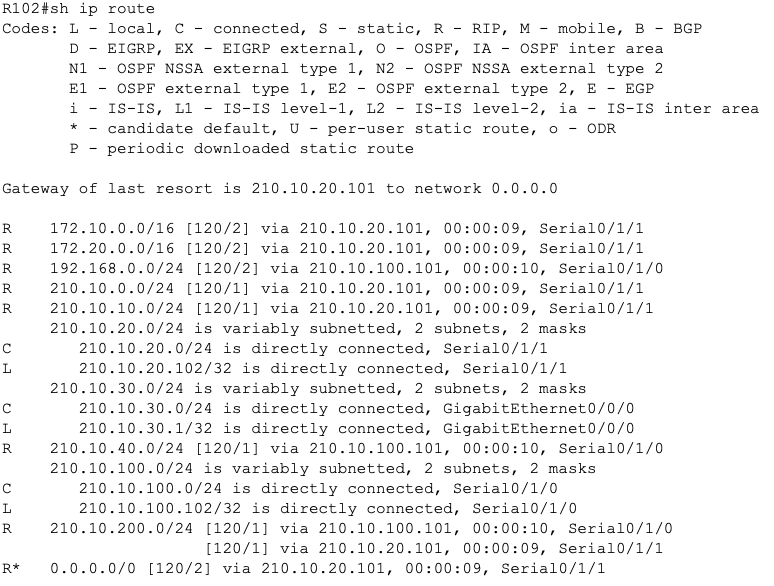 R102#sh ip route
Codes: L - local, C - connected, S - static, R - RIP, M - mobile, B - BGP
       D - EIGRP, EX - EIGRP external, O - OSPF, IA - OSPF inter area
       N1 - OSPF NSSA external type 1, N2 - OSPF NSSA external type 2
       E1 - OSPF external type 1, E2 - OSPF external type 2, E - EGP
       i - IS-IS, L1 - IS-IS level-1, L2 - IS-IS level-2, ia - IS-IS inter area
       * - candidate default, U - per-user static route, o - ODR
       P - periodic downloaded static route

Gateway of last resort is 210.10.20.101 to network 0.0.0.0

R    172.10.0.0/16 [120/2] via 210.10.20.101, 00:00:09, Serial0/1/1
R    172.20.0.0/16 [120/2] via 210.10.20.101, 00:00:09, Serial0/1/1
R    192.168.0.0/24 [120/2] via 210.10.100.101, 00:00:10, Serial0/1/0
R    210.10.0.0/24 [120/1] via 210.10.20.101, 00:00:09, Serial0/1/1
R    210.10.10.0/24 [120/1] via 210.10.20.101, 00:00:09, Serial0/1/1
     210.10.20.0/24 is variably subnetted, 2 subnets, 2 masks
C       210.10.20.0/24 is directly connected, Serial0/1/1
L       210.10.20.102/32 is directly connected, Serial0/1/1
     210.10.30.0/24 is variably subnetted, 2 subnets, 2 masks
C       210.10.30.0/24 is directly connected, GigabitEthernet0/0/0
L       210.10.30.1/32 is directly connected, GigabitEthernet0/0/0
R    210.10.40.0/24 [120/1] via 210.10.100.101, 00:00:10, Serial0/1/0
     210.10.100.0/24 is variably subnetted, 2 subnets, 2 masks
C       210.10.100.0/24 is directly connected, Serial0/1/0
L       210.10.100.102/32 is directly connected, Serial0/1/0
R    210.10.200.0/24 [120/1] via 210.10.100.101, 00:00:10, Serial0/1/0
                     [120/1] via 210.10.20.101, 00:00:09, Serial0/1/1
R*   0.0.0.0/0 [120/2] via 210.10.20.101, 00:00:09, Serial0/1/1